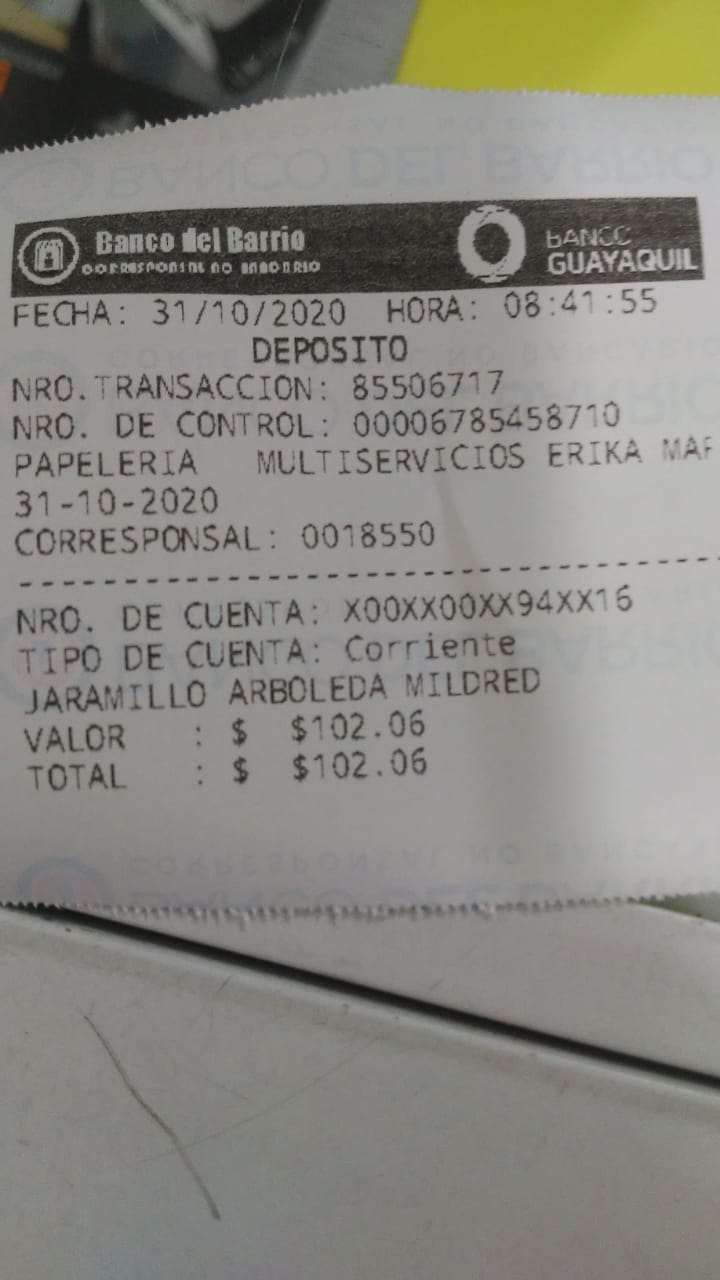 Banco del Barrio
CORRESPONSAL NO BANCARIO
BANCO
GUAYAQUIL
FECHA: 31/10/2020 HORA: 08:41:55
DEPOSITO
NRO.TRANSACCION: 85506717
NRO. DE CONTROL: 00006785458710
PAPELERIA MULTISERVICIOS ERIKA MAR
31-10-2020
CORRESPONSAL: 0018550
NRO. DE CUENTA: X00XX00XX94XX16
TIPO DE CUENTA: Corriente
JARAMILLO ARBOLEDA MILDRED
VALOR : $ $102.06
TOTAL : $ $102.06